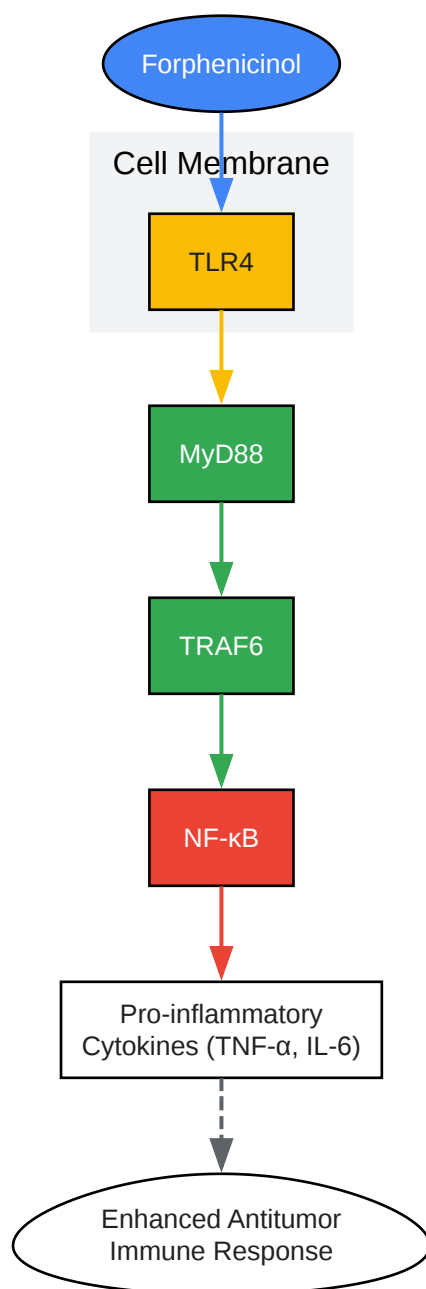 Forphenicinol
Cell Membrane
TLR4
MyD88
TRAF6
NF-κB
Pro-inflammatory
Cytokines (TNF-α, IL-6)
Enhanced Antitumor
Immune Response